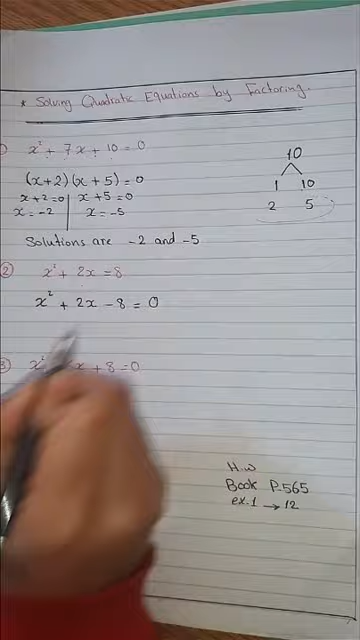 * Solving Quadratic Equations by Factoring.
x² + 7x + 10 = 0
(x+2)(x+5) = 0
x+2=0 | x+5=0
x=-2 | x=-5
Solutions are -2 and -5
10
1 10
2 5
② x² + 2x = 8
x² + 2x - 8 = 0
③ x² x + 8 = 0
H.W
Book P.565
ex.1 → 12